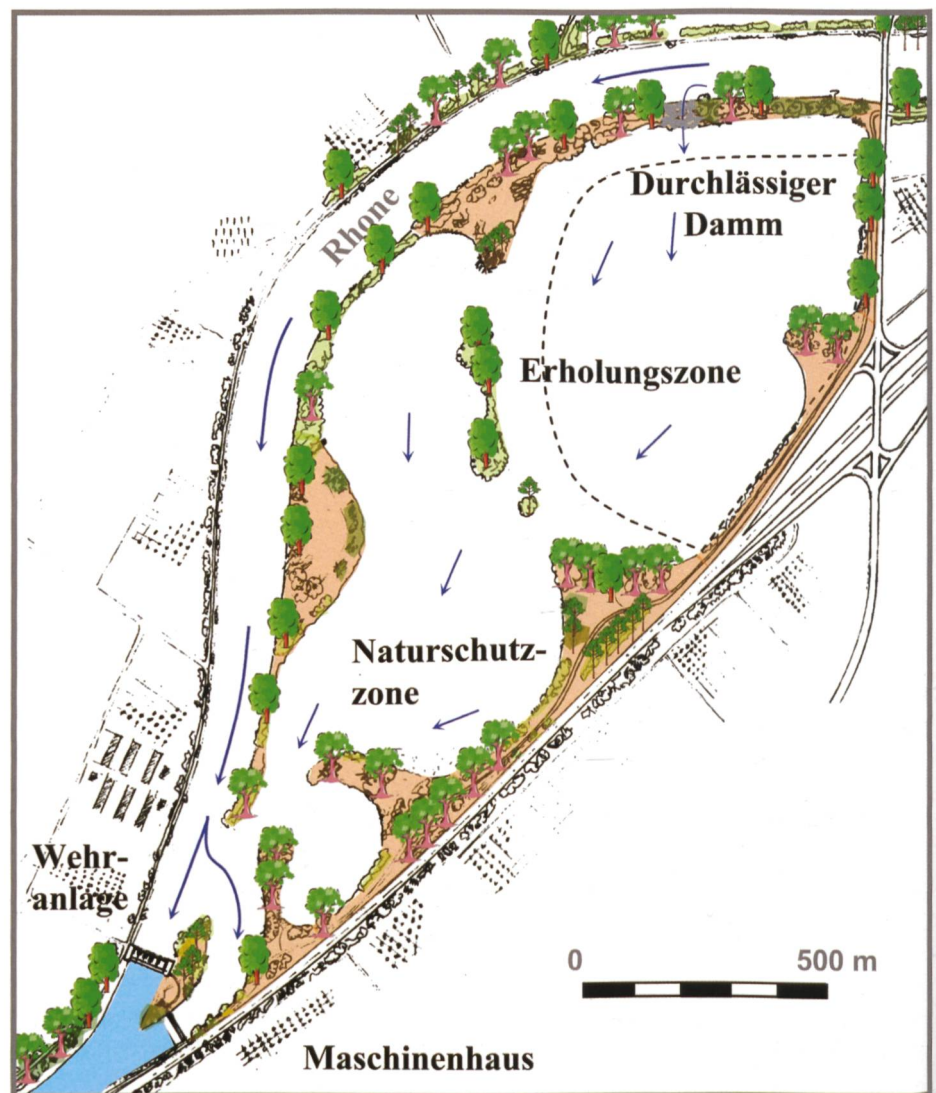 Durchlässiger
Damm
Rhone
Erholungszone
Naturschutz-
zone
Wehr-
anlage
0 500 m
Maschinenhaus